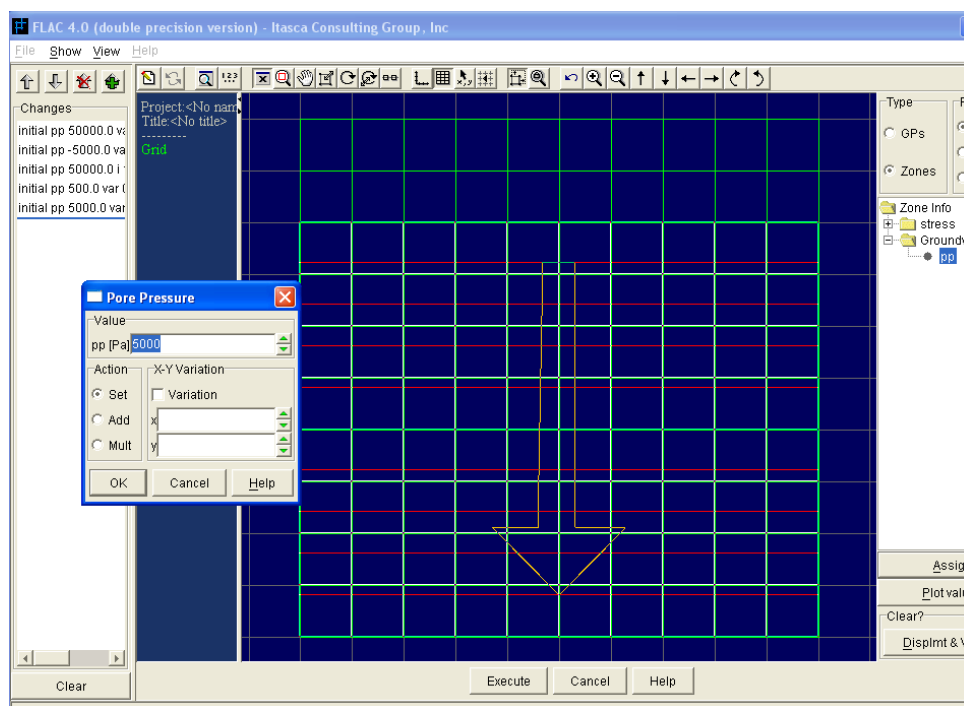 FLAC 4.0 (double precision version) - Itasca Consulting Group, Inc
File Show View Help
Changes
initial pp 50000.0 va
initial pp -5000.0 va
initial pp 50000.0 i
initial pp 500.0 var
initial pp 5000.0 var
Clear
123
Project:<No nam
Title:<No title>
---------
Grid
Pore Pressure
Value
pp [Pa] 5000
Action X-Y Variation
Set Variation
Add x
Mult y
OK Cancel Help
Execute Cancel Help
Type
GPs
Zones
Zone Info
stress
Groundw
pp
Assig
Plot valu
Clear?
Displmt & V